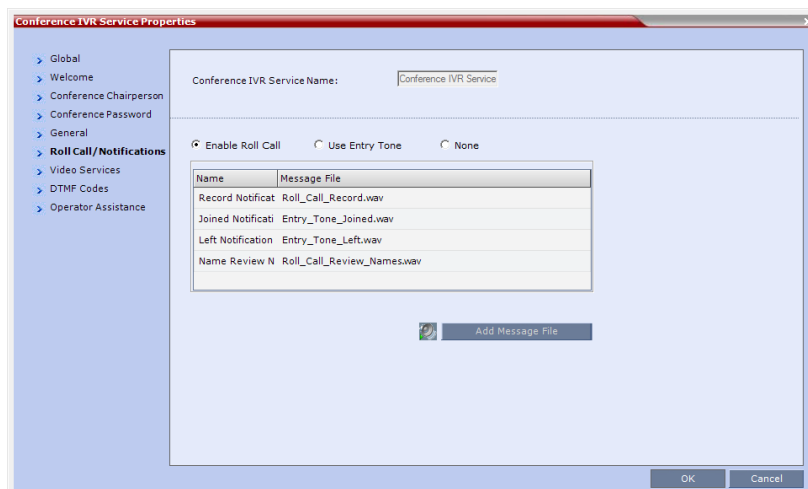 Conference IVR Service Properties
Global
Welcome
Conference Chairperson
Conference Password
General
Roll Call/Notifications
Video Services
DTMF Codes
Operator Assistance
Conference IVR Service Name: Conference IVR Service
Enable Roll Call Use Entry Tone None
Name Message File
Record Notificat Roll_Call_Record.wav
Joined Notificati Entry_Tone_Joined.wav
Left Notification Entry_Tone_Left.wav
Name Review N Roll_Call_Review_Names.wav
Add Message File
OK Cancel